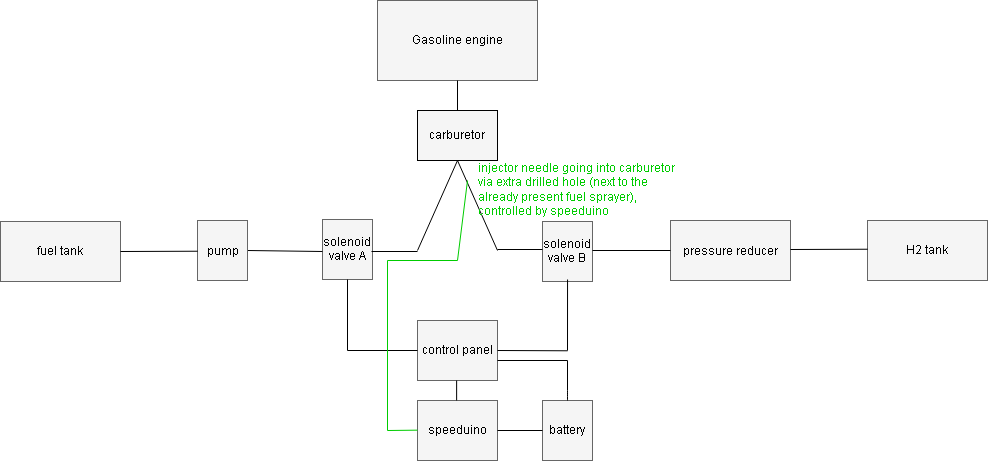 Gasoline engine
carburetor
injector needle going into carburetor
via extra drilled hole (next to the
already present fuel sprayer),
controlled by speeduino
fuel tank
pump
solenoid
valve A
solenoid
valve B
pressure reducer
H2 tank
control panel
speeduino
battery